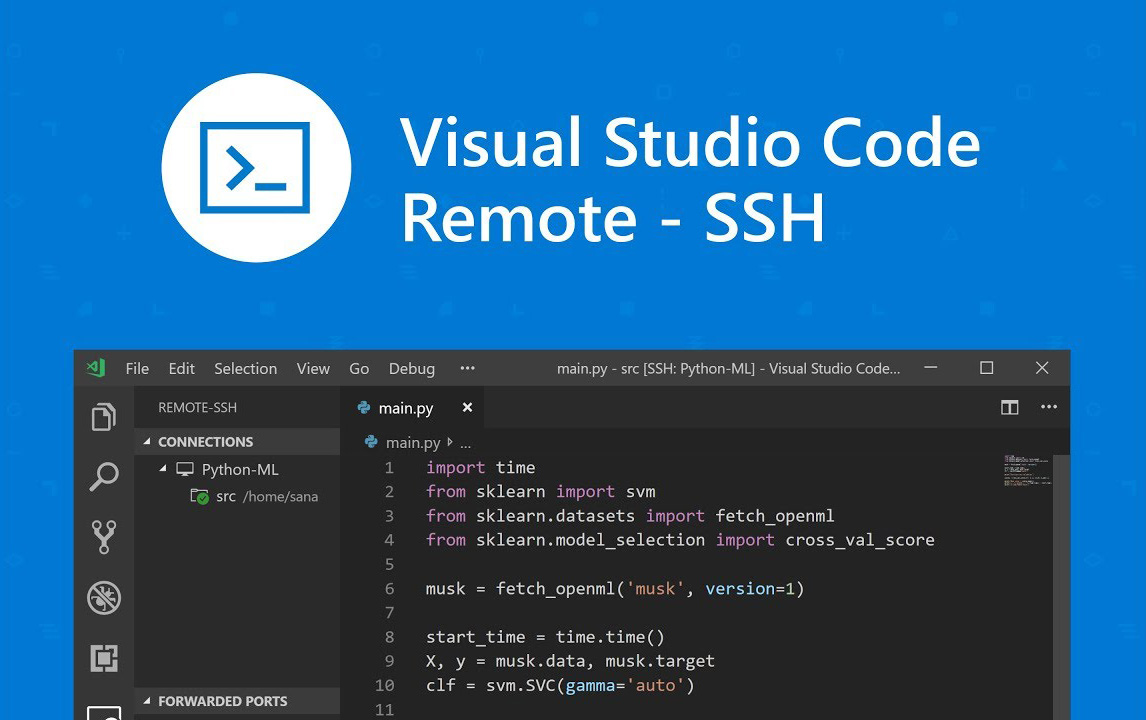 Visual Studio Code
Remote - SSH
File Edit Selection View Go Debug ••• main.py - src [SSH: Python-ML] - Visual Studio Code...
REMOTE-SSH
CONNECTIONS
Python-ML
src /home/sana
FORWARDED PORTS
main.py
main.py ...
1 import time
2 from sklearn import svm
3 from sklearn.datasets import fetch_openml
4 from sklearn.model_selection import cross_val_score
5
6 musk = fetch_openml('musk', version=1)
7
8 start_time = time.time()
9 X, y = musk.data, musk.target
10 clf = svm.SVC(gamma='auto')
11